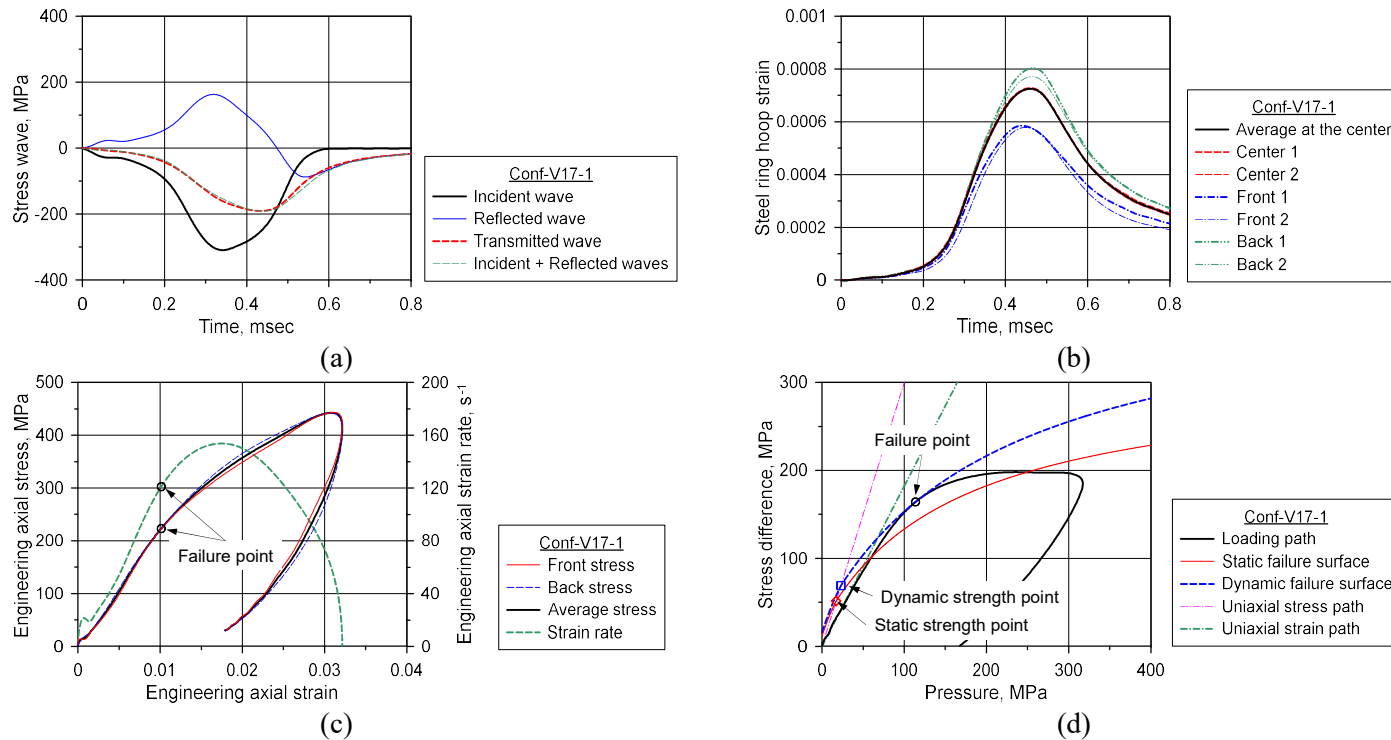 400
200
0
-200
-400
Stress wave, MPa
0
0.2
0.4
0.6
0.8
Time, msec
Conf-V17-1
Incident wave
Reflected wave
Transmitted wave
Incident + Reflected waves
(a)
0.001
0.0008
0.0006
0.0004
0.0002
0
Steel ring hoop strain
0
0.2
0.4
0.6
0.8
Time, msec
Conf-V17-1
Average at the center
Center 1
Center 2
Front 1
Front 2
Back 1
Back 2
(b)
500
400
300
200
100
0
Engineering axial stress, MPa
200
160
120
80
40
0
Engineering axial strain rate, s⁻¹
Failure point
0
0.01
0.02
0.03
0.04
Engineering axial strain
Conf-V17-1
Front stress
Back stress
Average stress
Strain rate
(c)
300
200
100
0
Stress difference, MPa
Failure point
Dynamic strength point
Static strength point
0
100
200
300
400
Pressure, MPa
Conf-V17-1
Loading path
Static failure surface
Dynamic failure surface
Uniaxial stress path
Uniaxial strain path
(d)